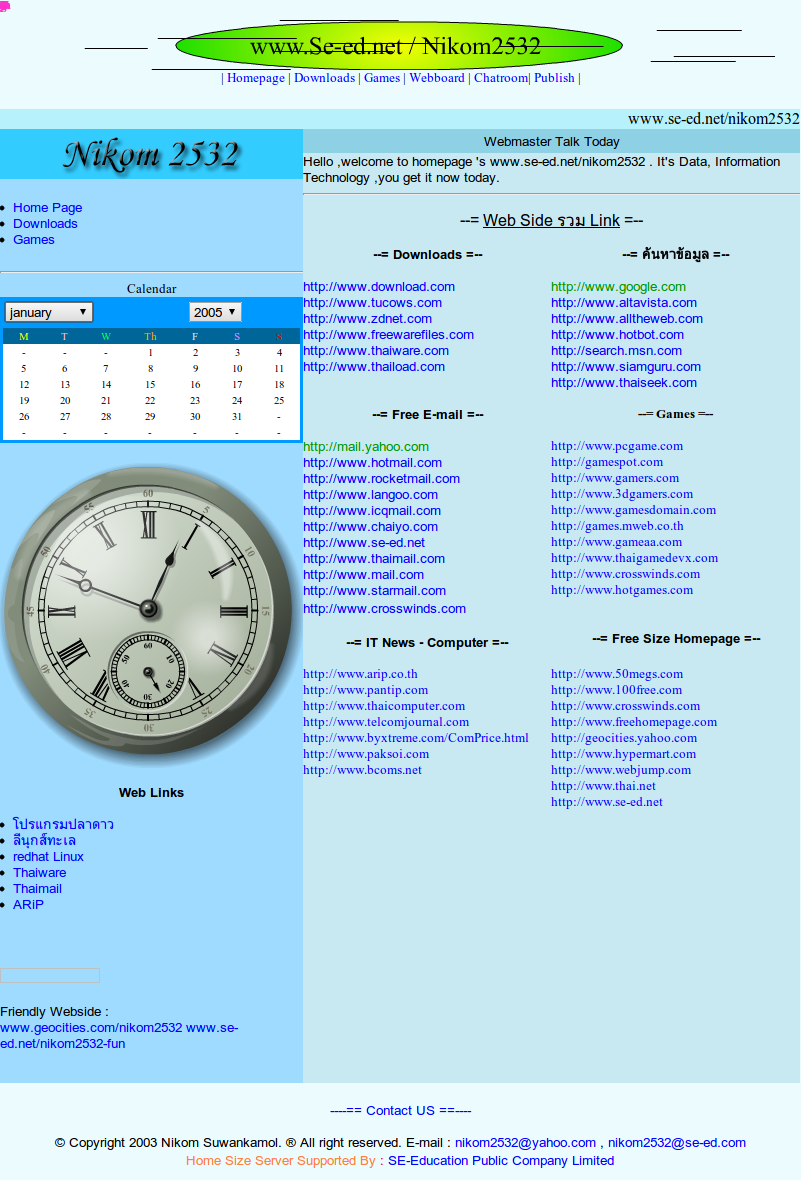 www.Se-ed.net / Nikom2532
| Homepage | Downloads | Games | Webboard | Chatroom| Publish |
www.se-ed.net/nikom2532
Nikom 2532
Home Page
Downloads
Games
Calendar
january 2005
M T W Th F S S
- - - 1 2 3 4
5 6 7 8 9 10 11
12 13 14 15 16 17 18
19 20 21 22 23 24 25
26 27 28 29 30 31 -
- - - - - - -
60
55 5
50 10
45 15
40 20
35 25
30
60
50 10
40 20
30
Web Links
โปรแกรมปลาดาว
ลีนุกส์ทะเล
redhat Linux
Thaiware
Thaimail
ARiP
Friendly Webside :
www.geocities.com/nikom2532 www.se-
ed.net/nikom2532-fun
Webmaster Talk Today
Hello ,welcome to homepage 's www.se-ed.net/nikom2532 . It's Data, Information
Technology ,you get it now today.
--= Web Side รวม Link =--
--= Downloads =--
http://www.download.com
http://www.tucows.com
http://www.zdnet.com
http://www.freewarefiles.com
http://www.thaiware.com
http://www.thaiload.com
--= ค้นหาข้อมูล =--
http://www.google.com
http://www.altavista.com
http://www.alltheweb.com
http://www.hotbot.com
http://search.msn.com
http://www.siamguru.com
http://www.thaiseek.com
--= Free E-mail =--
http://mail.yahoo.com
http://www.hotmail.com
http://www.rocketmail.com
http://www.langoo.com
http://www.icqmail.com
http://www.chaiyo.com
http://www.se-ed.net
http://www.thaimail.com
http://www.mail.com
http://www.starmail.com
http://www.crosswinds.com
--= Games =--
http://www.pcgame.com
http://gamespot.com
http://www.gamers.com
http://www.3dgamers.com
http://www.gamesdomain.com
http://games.mweb.co.th
http://www.gameaa.com
http://www.thaigamedevx.com
http://www.crosswinds.com
http://www.hotgames.com
--= IT News - Computer =--
http://www.arip.co.th
http://www.pantip.com
http://www.thaicomputer.com
http://www.telcomjournal.com
http://www.byxtreme.com/ComPrice.html
http://www.paksoi.com
http://www.bcoms.net
--= Free Size Homepage =--
http://www.50megs.com
http://www.100free.com
http://www.crosswinds.com
http://www.freehomepage.com
http://geocities.yahoo.com
http://www.hypermart.com
http://www.webjump.com
http://www.thai.net
http://www.se-ed.net
----== Contact US ==----
© Copyright 2003 Nikom Suwankamol. ® All right reserved. E-mail : nikom2532@yahoo.com , nikom2532@se-ed.com
Home Size Server Supported By : SE-Education Public Company Limited